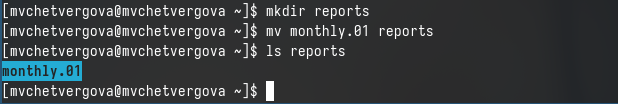 [mvchetvergova@mvchetvergova ~]$ mkdir reports
[mvchetvergova@mvchetvergova ~]$ mv monthly.01 reports
[mvchetvergova@mvchetvergova ~]$ ls reports
monthly.01
[mvchetvergova@mvchetvergova ~]$